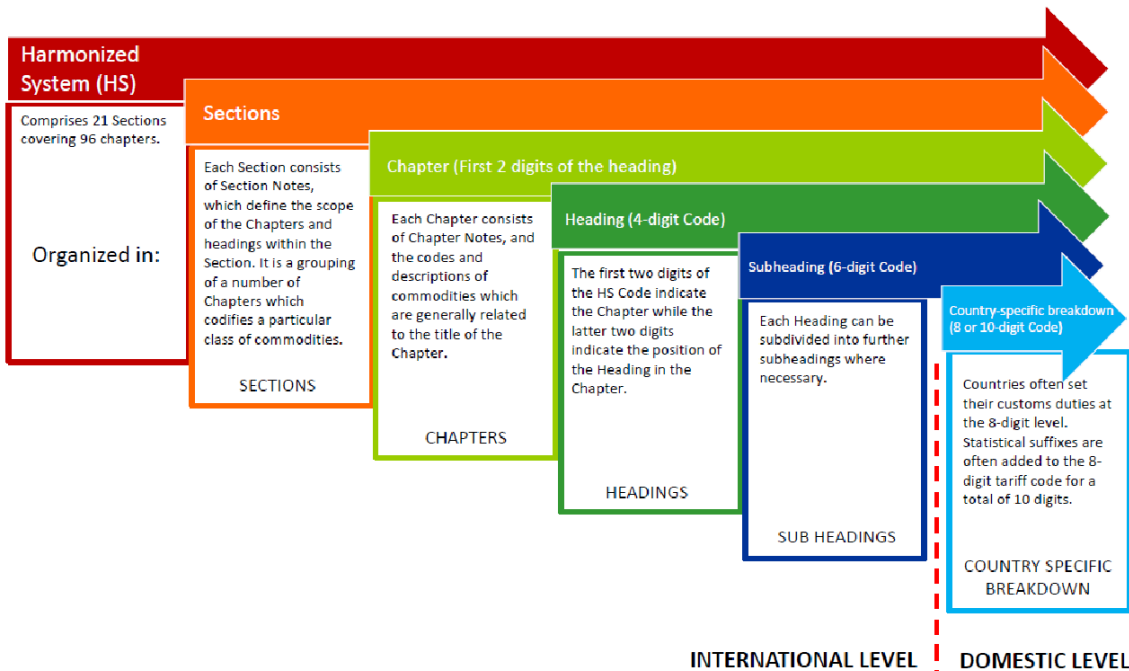 Harmonized
System (HS)
Comprises 21 Sections
covering 96 chapters.
Organized in:
Sections
Each Section consists
of Section Notes,
which define the scope
of the Chapters and
headings within the
Section. It is a grouping
of a number of
Chapters which
codifies a particular
class of commodities.
SECTIONS
Chapter (First 2 digits of the heading)
Each Chapter consists
of Chapter Notes, and
the codes and
descriptions of
commodities which
are generally related
to the title of the
Chapter.
CHAPTERS
Heading (4-digit Code)
The first two digits of
the HS Code indicate
the Chapter while the
latter two digits
indicate the position of
the Heading in the
Chapter.
HEADINGS
Subheading (6-digit Code)
Each Heading can be
subdivided into further
subheadings where
necessary.
SUB HEADINGS
Country-specific breakdown
(8 or 10-digit Code)
Countries often set
their customs duties at
the 8-digit level.
Statistical suffixes are
often added to the 8-
digit tariff code for a
total of 10 digits.
COUNTRY SPECIFIC
BREAKDOWN
INTERNATIONAL LEVEL
DOMESTIC LEVEL